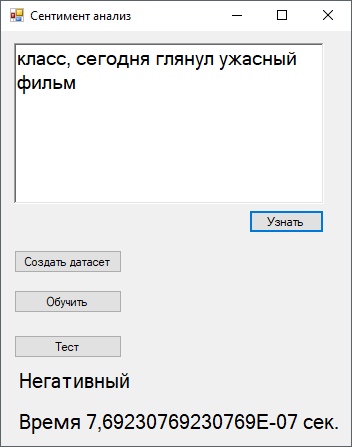 Сентимент анализ
класс, сегодня глянул ужасный
фильм
Узнать
Создать датасет
Обучить
Тест
Негативный
Время 7,69230769230769E-07 сек.